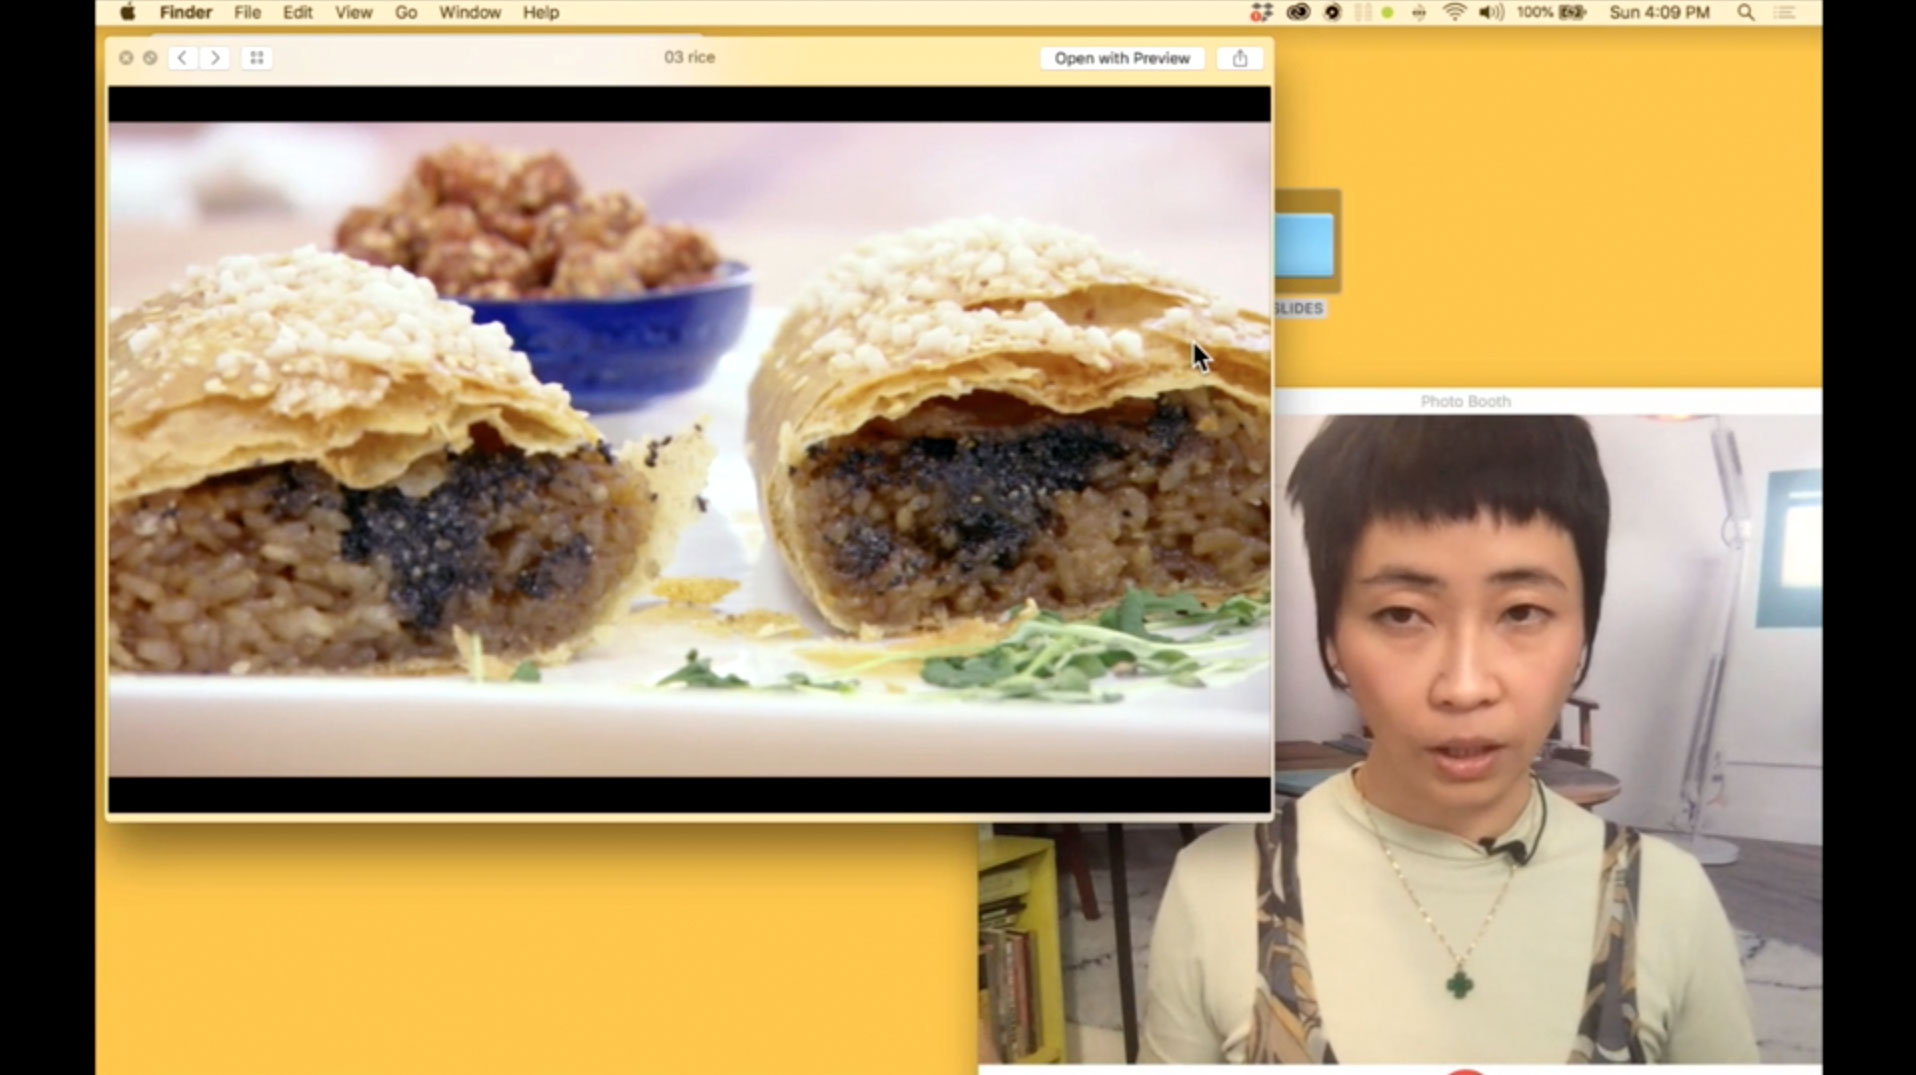 Finder File Edit View Go Window Help 100% Sun 4:09 PM
03 rice
Open with Preview
SLIDES
Photo Booth